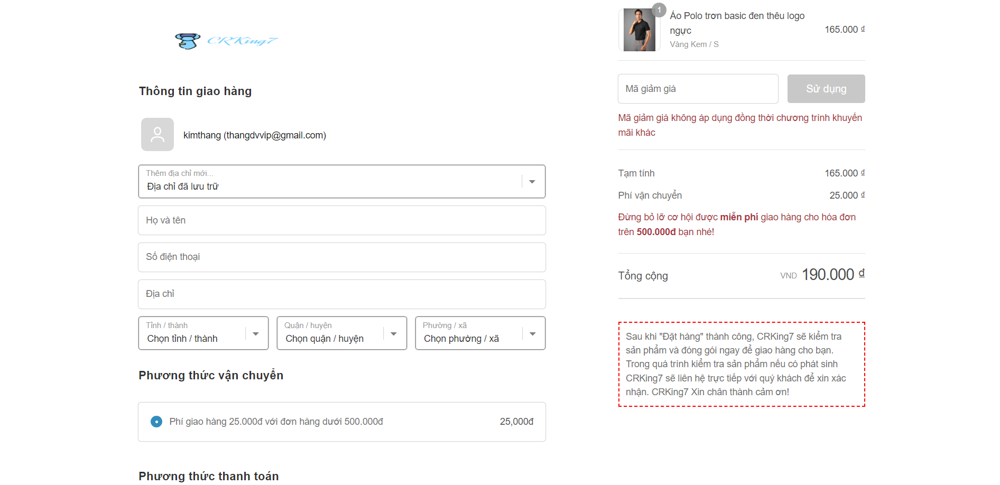 CRKing7
Thông tin giao hàng
kimthang (thangdvvip@gmail.com)
Thêm địa chỉ mới...
Địa chỉ đã lưu trữ
Họ và tên
Số điện thoại
Địa chỉ
Tỉnh / thành
Chọn tỉnh / thành
Quận / huyện
Chọn quận / huyện
Phường / xã
Chọn phường / xã
Phương thức vận chuyển
Phí giao hàng 25.000đ với đơn hàng dưới 500.000đ
25,000đ
Phương thức thanh toán
1
Áo Polo trơn basic đen thêu logo
ngực
Vàng Kem / S
165.000 ₫
Mã giảm giá
Sử dụng
Mã giảm giá không áp dụng đồng thời chương trình khuyến
mãi khác
Tạm tính
165.000 ₫
Phí vận chuyển
25.000 ₫
Đừng bỏ lỡ cơ hội được miễn phí giao hàng cho hóa đơn
trên 500.000đ bạn nhé!
Tổng cộng
VND 190.000 ₫
Sau khi "Đặt hàng" thành công, CRKing7 sẽ kiểm tra
sản phẩm và đóng gói ngay để giao hàng cho bạn.
Trong quá trình kiểm tra sản phẩm nếu có phát sinh
CRKing7 sẽ liên hệ trực tiếp với quý khách để xin xác
nhận. CRKing7 Xin chân thành cảm ơn!